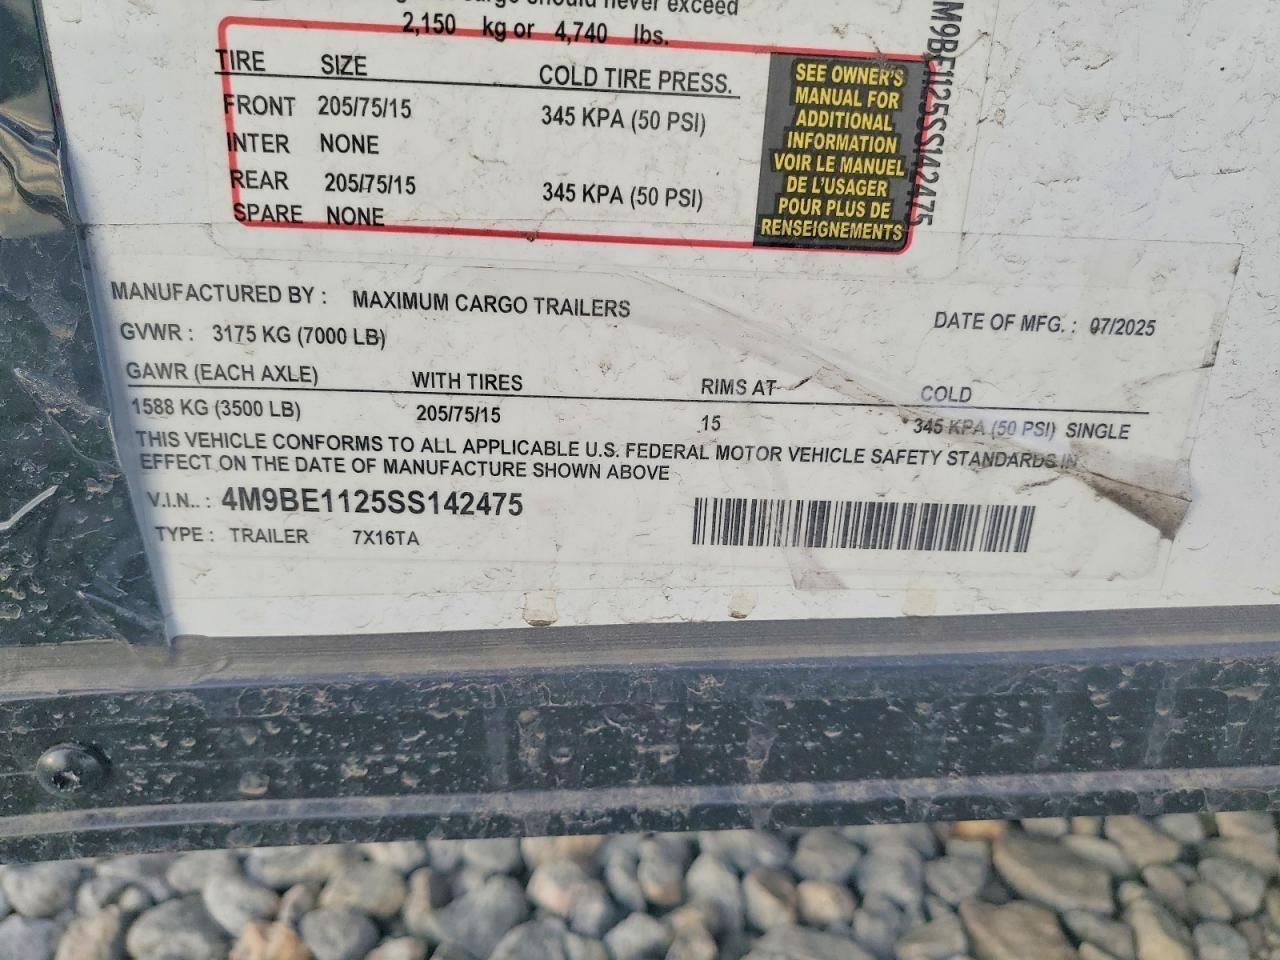 cargo should never exceed
2,150 kg or 4,740 lbs.
TIRE SIZE COLD TIRE PRESS.
FRONT 205/75/15 345 KPA (50 PSI)
INTER NONE
REAR 205/75/15 345 KPA (50 PSI)
SPARE NONE
SEE OWNER'S
MANUAL FOR
ADDITIONAL
INFORMATION
VOIR LE MANUEL
DE L'USAGER
POUR PLUS DE
RENSEIGNEMENTS
M9BE1125SS142475
MANUFACTURED BY : MAXIMUM CARGO TRAILERS
DATE OF MFG. : 07/2025
GVWR : 3175 KG (7000 LB)
GAWR (EACH AXLE) WITH TIRES RIMS AT COLD
1588 KG (3500 LB) 205/75/15 15 345 KPA (50 PSI) SINGLE
THIS VEHICLE CONFORMS TO ALL APPLICABLE U.S. FEDERAL MOTOR VEHICLE SAFETY STANDARDS IN
EFFECT ON THE DATE OF MANUFACTURE SHOWN ABOVE
V.I.N.. : 4M9BE1125SS142475
TYPE : TRAILER 7X16TA